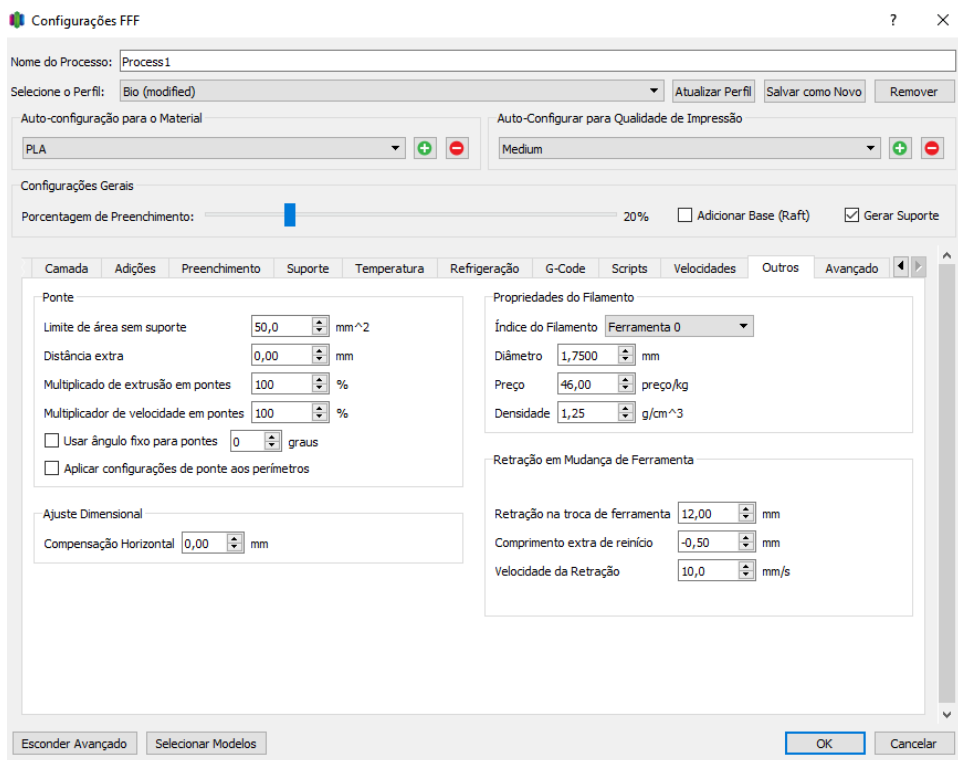 Configurações FFF
Nome do Processo: Process1
Selecione o Perfil: Bio (modified) Atualizar Perfil Salvar como Novo Remover
Auto-configuração para o Material
PLA
Auto-Configurar para Qualidade de Impressão
Medium
Configurações Gerais
Porcentagem de Preenchimento: 20% Adicionar Base (Raft) Gerar Suporte
Camada Adições Preenchimento Suporte Temperatura Refrigeração G-Code Scripts Velocidades Outros Avançado
Ponte
Limite de área sem suporte 50,0 mm^2
Distância extra 0,00 mm
Multiplicado de extrusão em pontes 100 %
Multiplicador de velocidade em pontes 100 %
Usar ângulo fixo para pontes 0 graus
Aplicar configurações de ponte aos perímetros
Ajuste Dimensional
Compensação Horizontal 0,00 mm
Propriedades do Filamento
Índice do Filamento Ferramenta 0
Diâmetro 1,7500 mm
Preço 46,00 preço/kg
Densidade 1,25 g/cm^3
Retração em Mudança de Ferramenta
Retração na troca de ferramenta 12,00 mm
Comprimento extra de reinício -0,50 mm
Velocidade da Retração 10,0 mm/s
Esconder Avançado Selecionar Modelos OK Cancelar